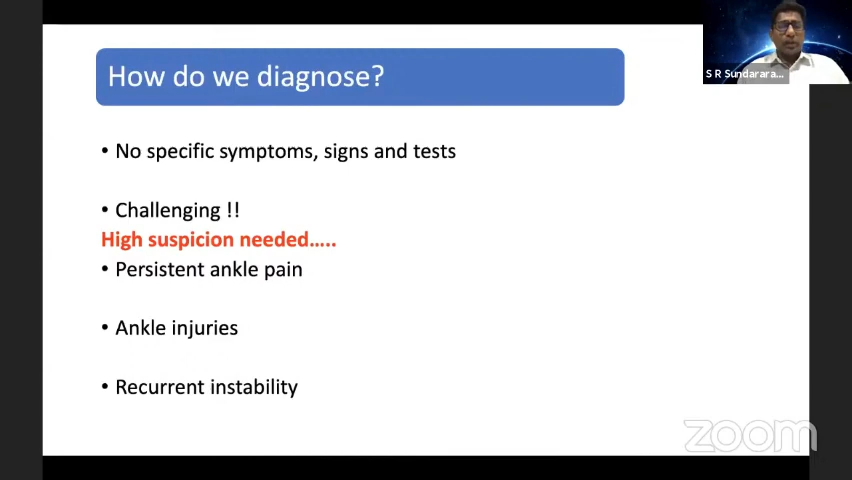 How do we diagnose?
S R Sundarara...
• No specific symptoms, signs and tests
• Challenging !!
High suspicion needed…..
• Persistent ankle pain
• Ankle injuries
• Recurrent instability
zoom